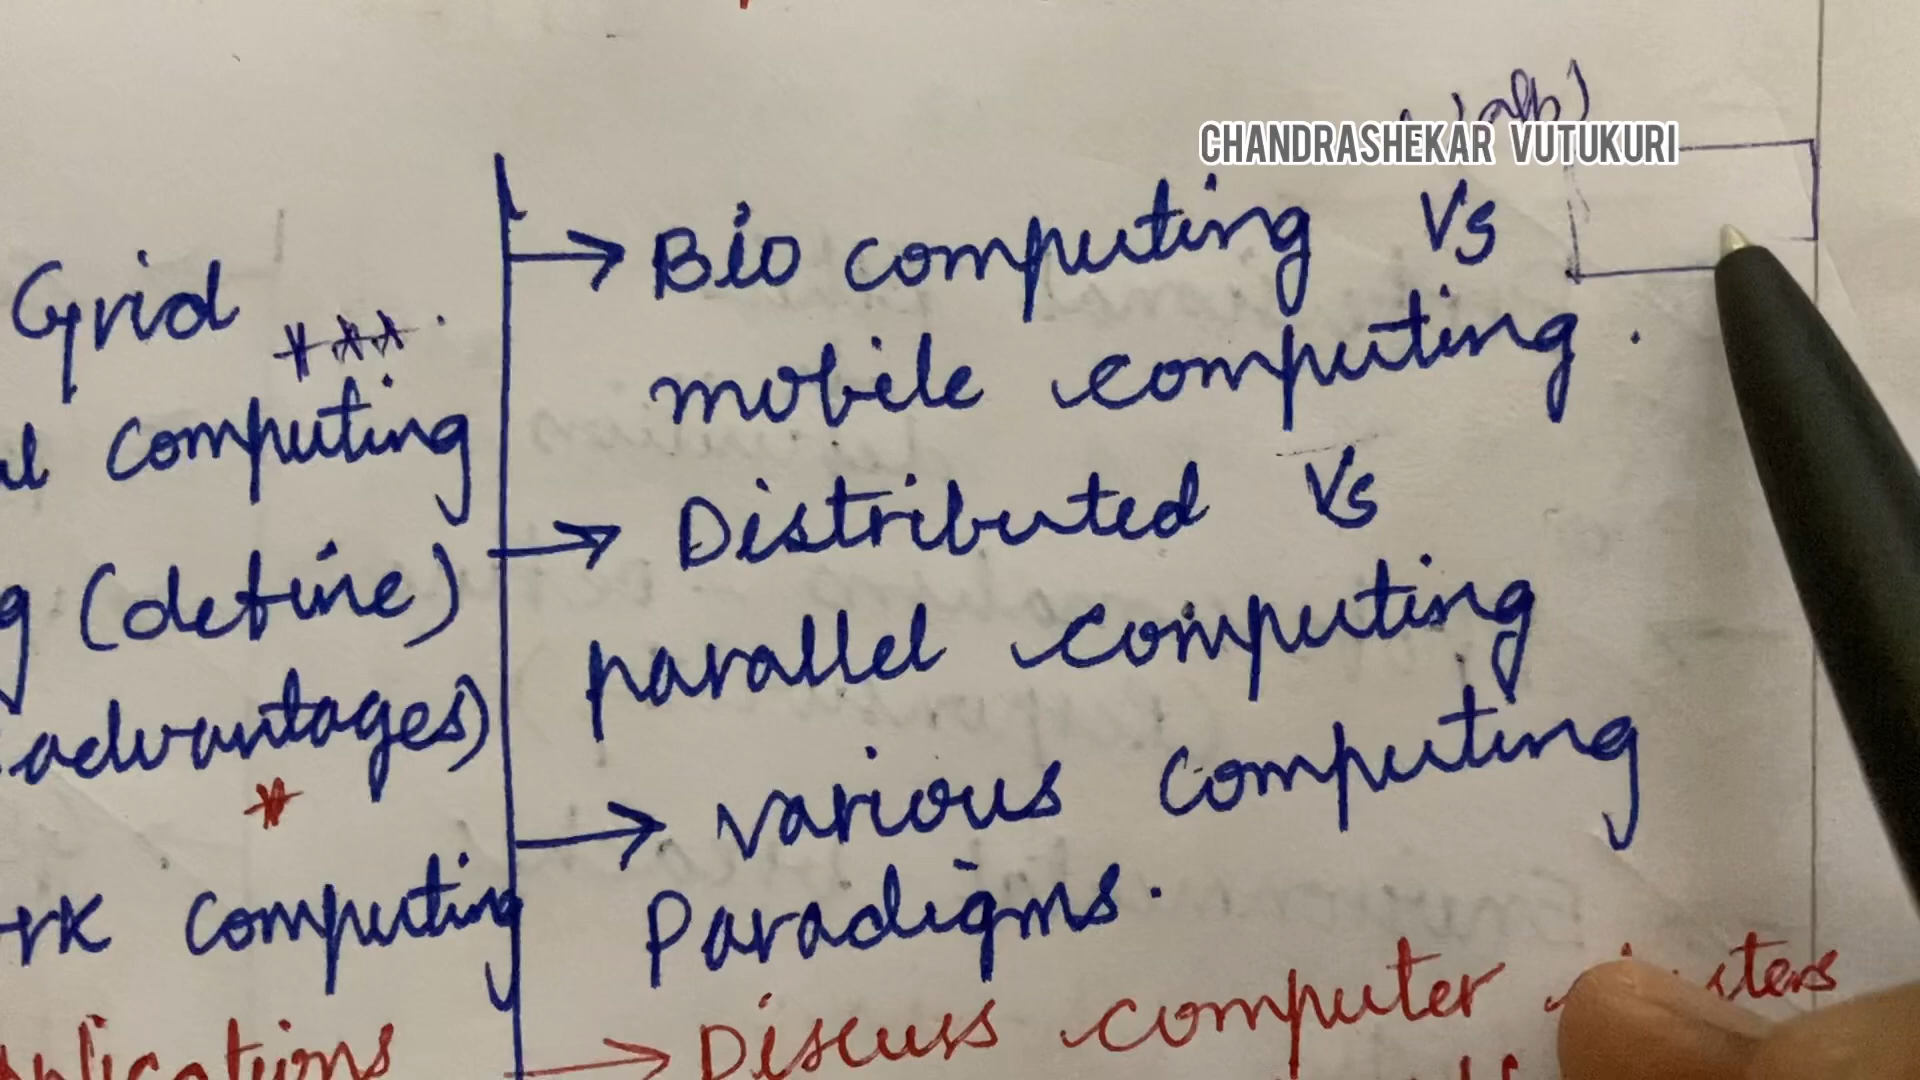 CHANDRASHEKAR VUTUKURI
Grid
computing
(define)
advantages)
computing
→ Bio computing Vs
mobile computing.
→ Distributed Vs
parallel computing
→ various computing
Paradigms.
→ Discuss computer